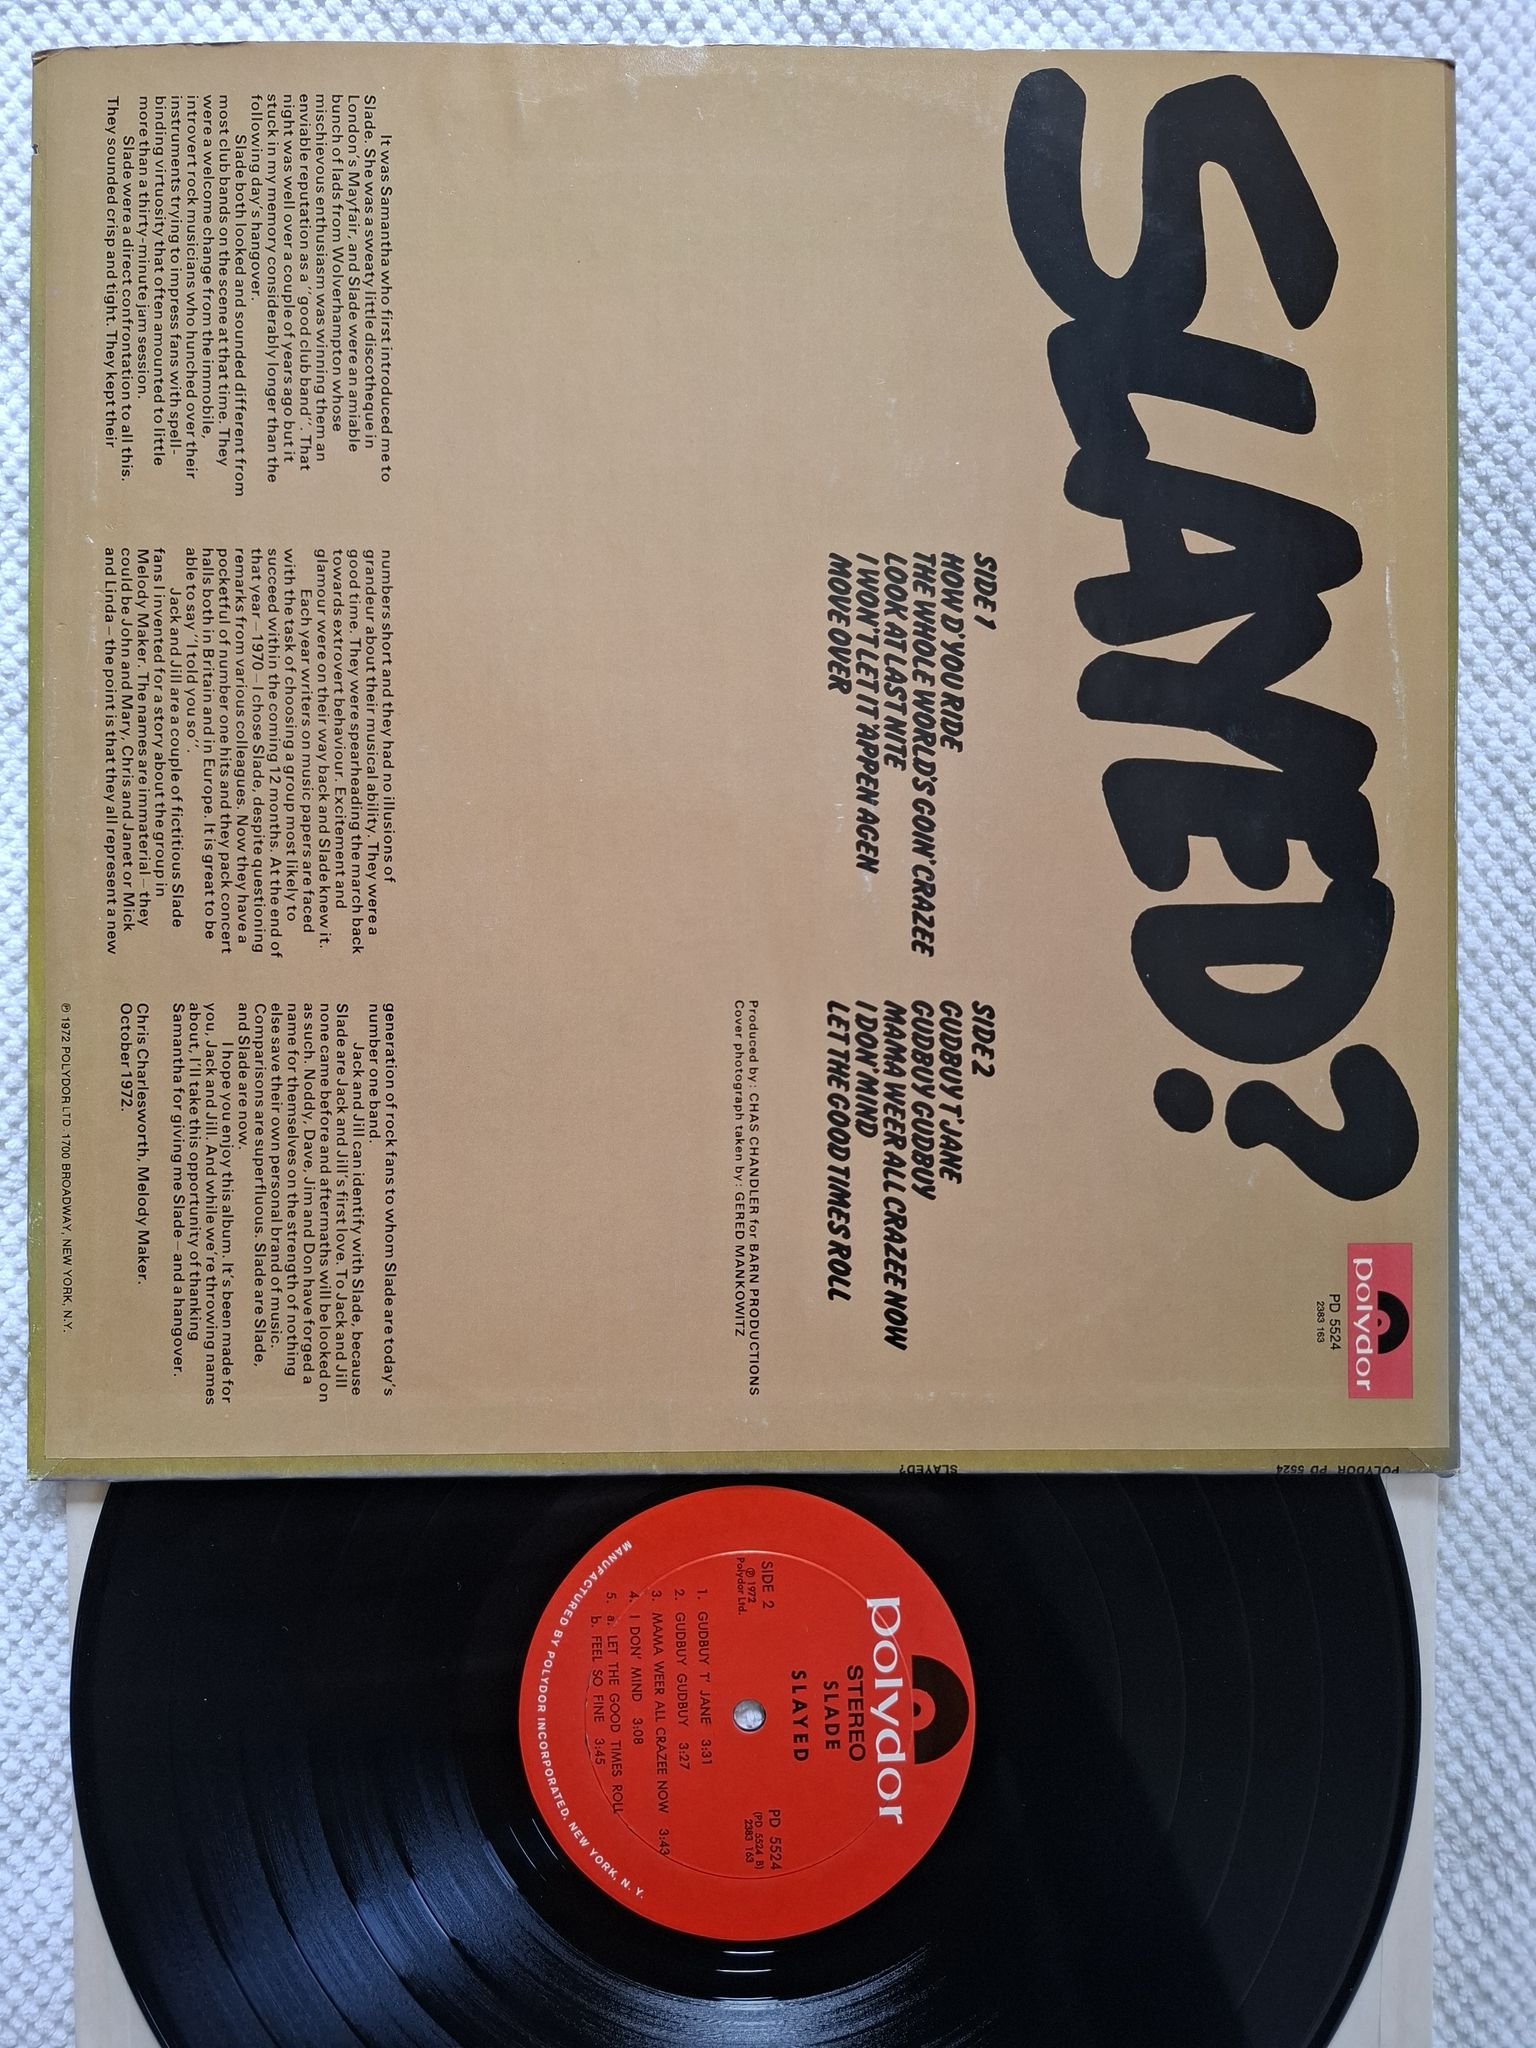 SLAYED?
polydor
PD 5524
2383 163
SIDE 1
HOW D' YOU RIDE
THE WHOLE WORLD'S GOIN' CRAZEE
LOOK AT LAST NITE
I WON'T LET IT 'APPEN AGEN
MOVE OVER
SIDE 2
GUDBUY T' JANE
GUDBUY GUDBUY
MAMA WEER ALL CRAZEE NOW
I DON' MIND
LET THE GOOD TIMES ROLL
Produced by: CHAS CHANDLER for BARN PRODUCTIONS
Cover photograph taken by: GERED MANKOWITZ
It was Samantha who first introduced me to
Slade. She was a sweaty little discotheque in
London's Mayfair, and Slade were an amiable
bunch of lads from Wolverhampton whose
mischievous enthusiasm was winning them an
enviable reputation as a "good club band". That
night was well over a couple of years ago but it
stuck in my memory considerably longer than the
following day's hangover.
Slade both looked and sounded different from
most club bands on the scene at that time. They
were a welcome change from the immobile,
introvert rock musicians who hunched over their
instruments trying to impress fans with spell-
binding virtuosity that often amounted to little
more than a thirty-minute jam session.
Slade were a direct confrontation to all this.
They sounded crisp and tight. They kept their
numbers short and they had no illusions of
grandeur about their musical ability. They were a
good time. They were spearheading the march back
towards extrovert behaviour. Excitement and
glamour were on their way back and Slade knew it.
Each year writers on music papers are faced
with the task of choosing a group most likely to
succeed within the coming 12 months. At the end of
that year – 1970 – I chose Slade, despite questioning
remarks from various colleagues. Now they have a
pocketful of number one hits and they pack concert
halls both in Britain and in Europe. It is great to be
able to say "I told you so".
Jack and Jill are a couple of fictitious Slade
fans I invented for a story about the group in
Melody Maker. The names are immaterial – they
could be John and Mary, Chris and Janet or Mick
and Linda – the point is that they all represent a new
generation of rock fans to whom Slade are today's
number one band.
Jack and Jill can identify with Slade, because
Slade are Jack and Jill's first love. To Jack and Jill
none came before and aftermaths will be looked on
as such. Noddy, Dave, Jim and Don have forged a
name for themselves on the strength of nothing
else save their own personal brand of music.
Comparisons are superfluous. Slade are Slade,
and Slade are now.
I hope you enjoy this album. It's been made for
you, Jack and Jill. And while we're throwing names
about, I'll take this opportunity of thanking
Samantha for giving me Slade – and a hangover.
Chris Charlesworth, Melody Maker.
October 1972.
℗ 1972 POLYDOR LTD 1700 BROADWAY, NEW YORK, N.Y.
POLYDOR PD 5524
SLAYED?
polydor
STEREO
SLADE
SLAYED
SIDE 2
℗ 1972
Polydor Ltd.
PD 5524
(PD 5524 B)
2383 163
1. GUDBUY T' JANE 3:31
2. GUDBUY GUDBUY 3:27
3. MAMA WEER ALL CRAZEE NOW 3:43
4. I DON' MIND 3:08
5. a. LET THE GOOD TIMES ROLL
b. FEEL SO FINE 3:45
MANUFACTURED BY POLYDOR INCORPORATED, NEW YORK, N. Y.